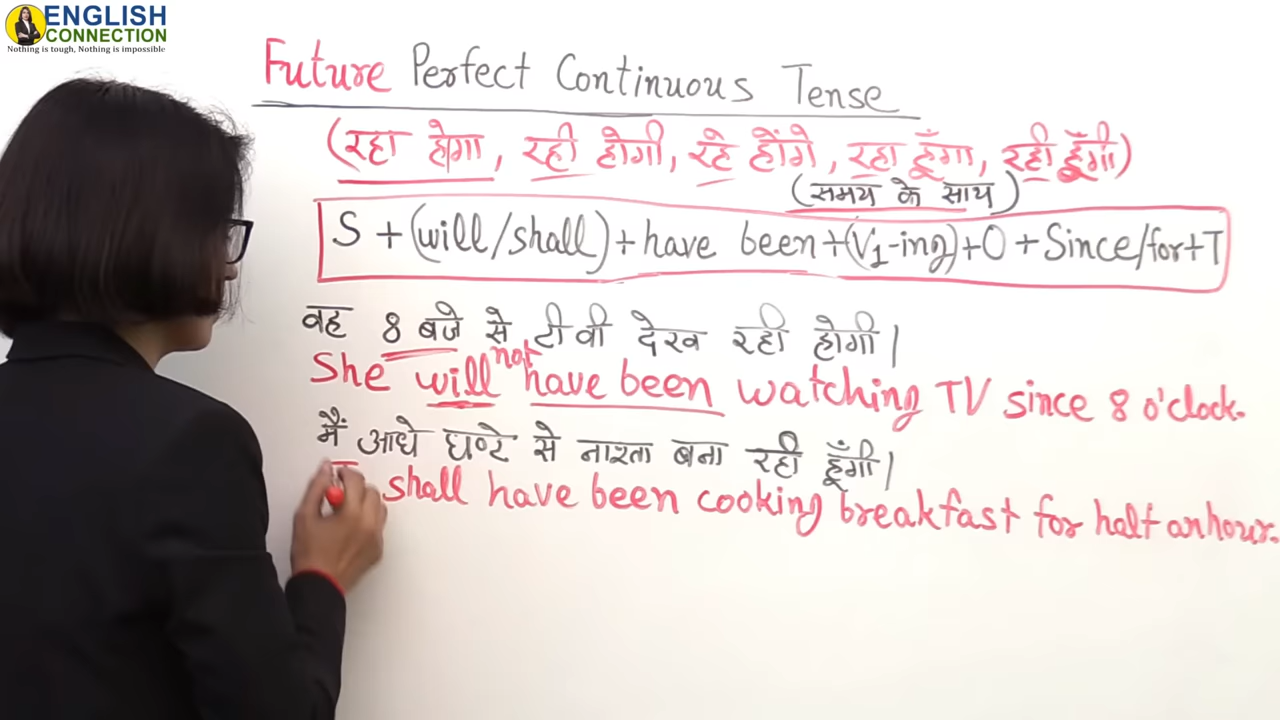 ENGLISH
CONNECTION
Nothing is tough, Nothing is impossible
Future Perfect Continuous Tense
(रहा होगा, रही होगी, रहे होंगे, रहा हूँगा, रही हूँगी)
(समय के साथ)
S + (will/shall) + have been + (V1-ing) + O + Since/for + T
वह 8 बजे से टीवी देख रही होगी।
She will not have been watching TV since 8 o'clock.
मैं आधे घण्टे से नाश्ता बना रही हूँगी।
shall have been cooking breakfast for half an hour.